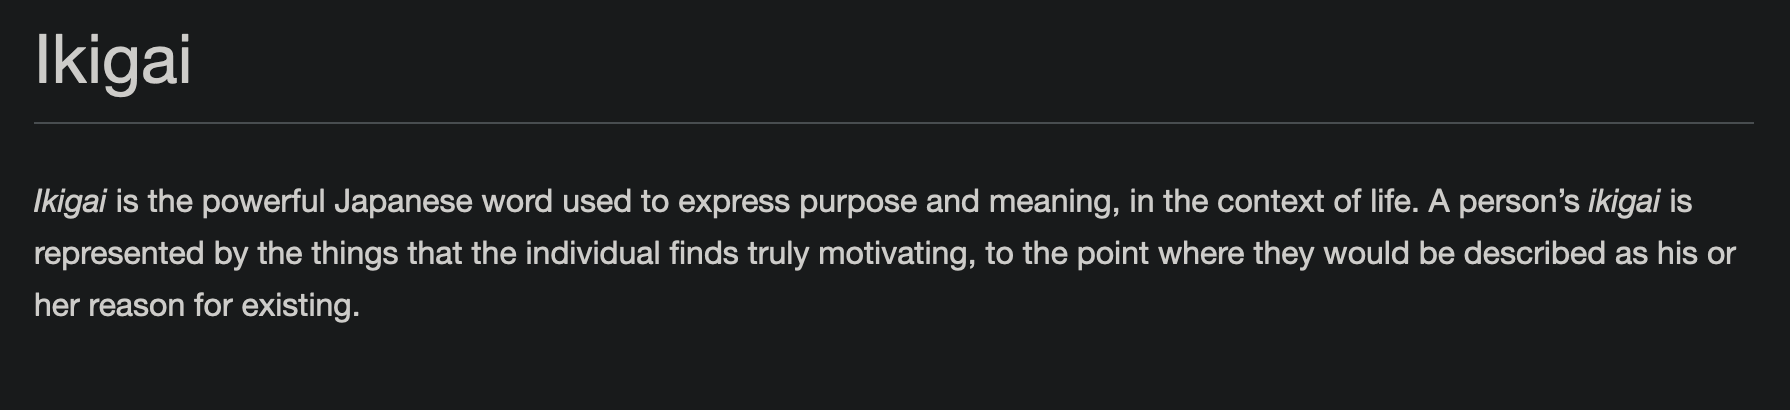 Ikigai
Ikigai is the powerful Japanese word used to express purpose and meaning, in the context of life. A person’s ikigai is
represented by the things that the individual finds truly motivating, to the point where they would be described as his or
her reason for existing.